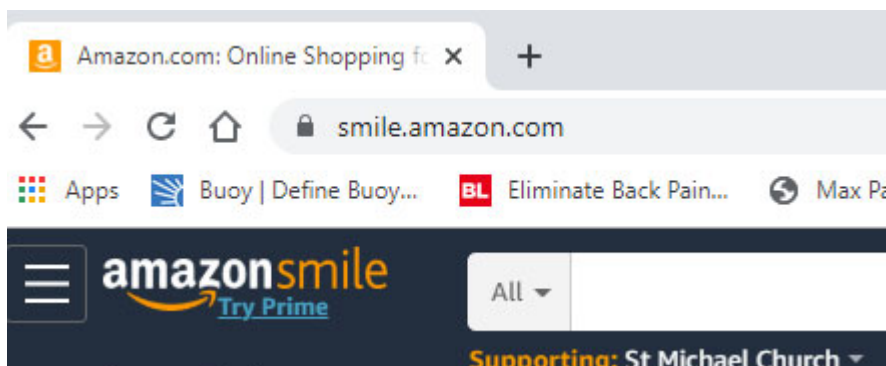 Amazon.com: Online Shopping fo
smile.amazon.com
Apps Buoy | Define Buoy... BL Eliminate Back Pain... Max Pa
amazonsmile
Try Prime
All
Supporting: St Michael Church